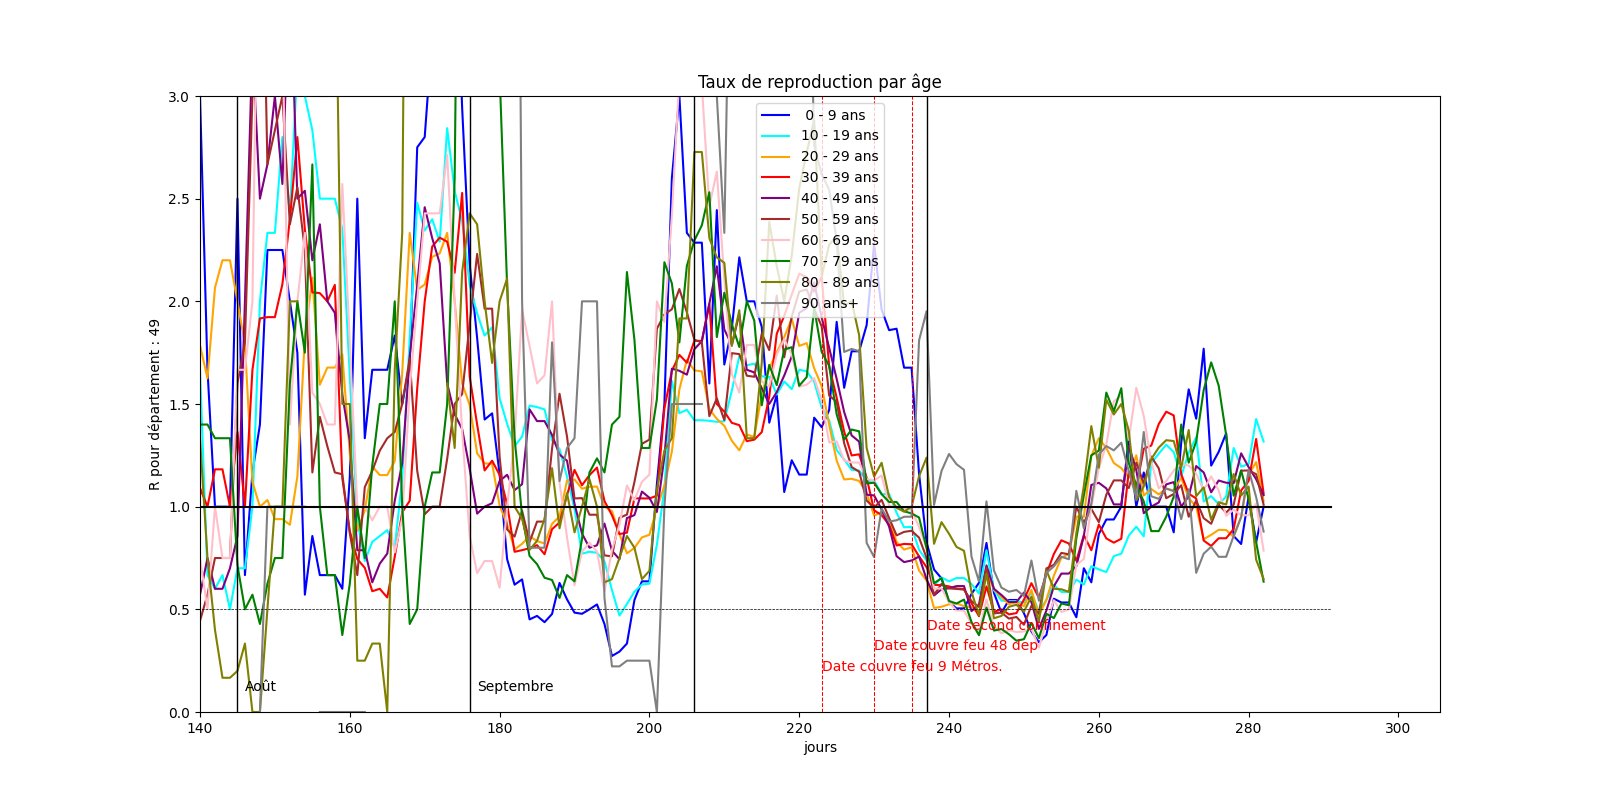 Taux de reproduction par âge
3.0
2.5
2.0
1.5
1.0
0.5
0.0
R pour département : 49
0 - 9 ans
10 - 19 ans
20 - 29 ans
30 - 39 ans
40 - 49 ans
50 - 59 ans
60 - 69 ans
70 - 79 ans
80 - 89 ans
90 ans+
Date second confinement
Date couvre feu 48 dep
Date couvre feu 9 Métros.
Août
Septembre
140
160
180
200
220
240
260
280
300
jours